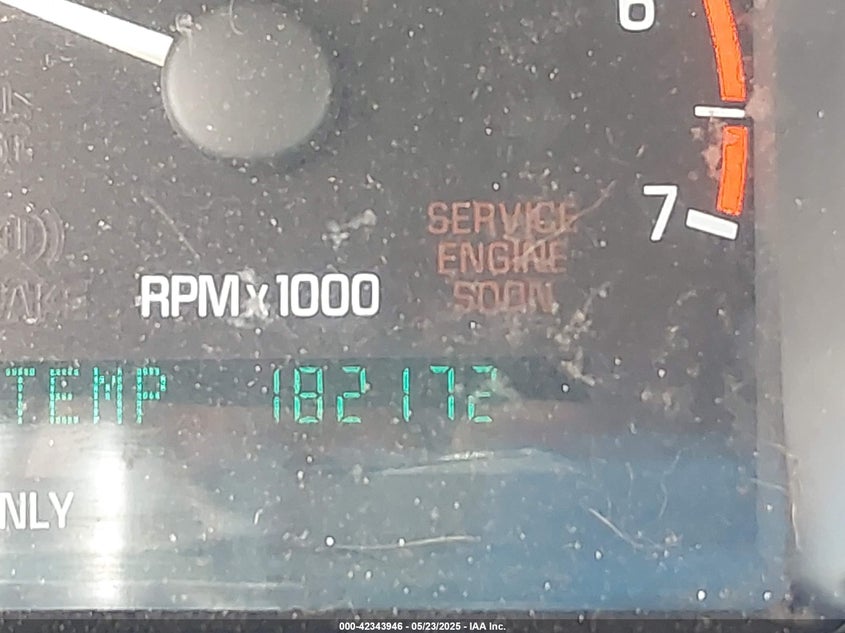 6
7
SERVICE
ENGINE
SOON
RPM x 1000
TEMP 182172
NLY
000-42343946 - 05/23/2025 - IAA Inc.